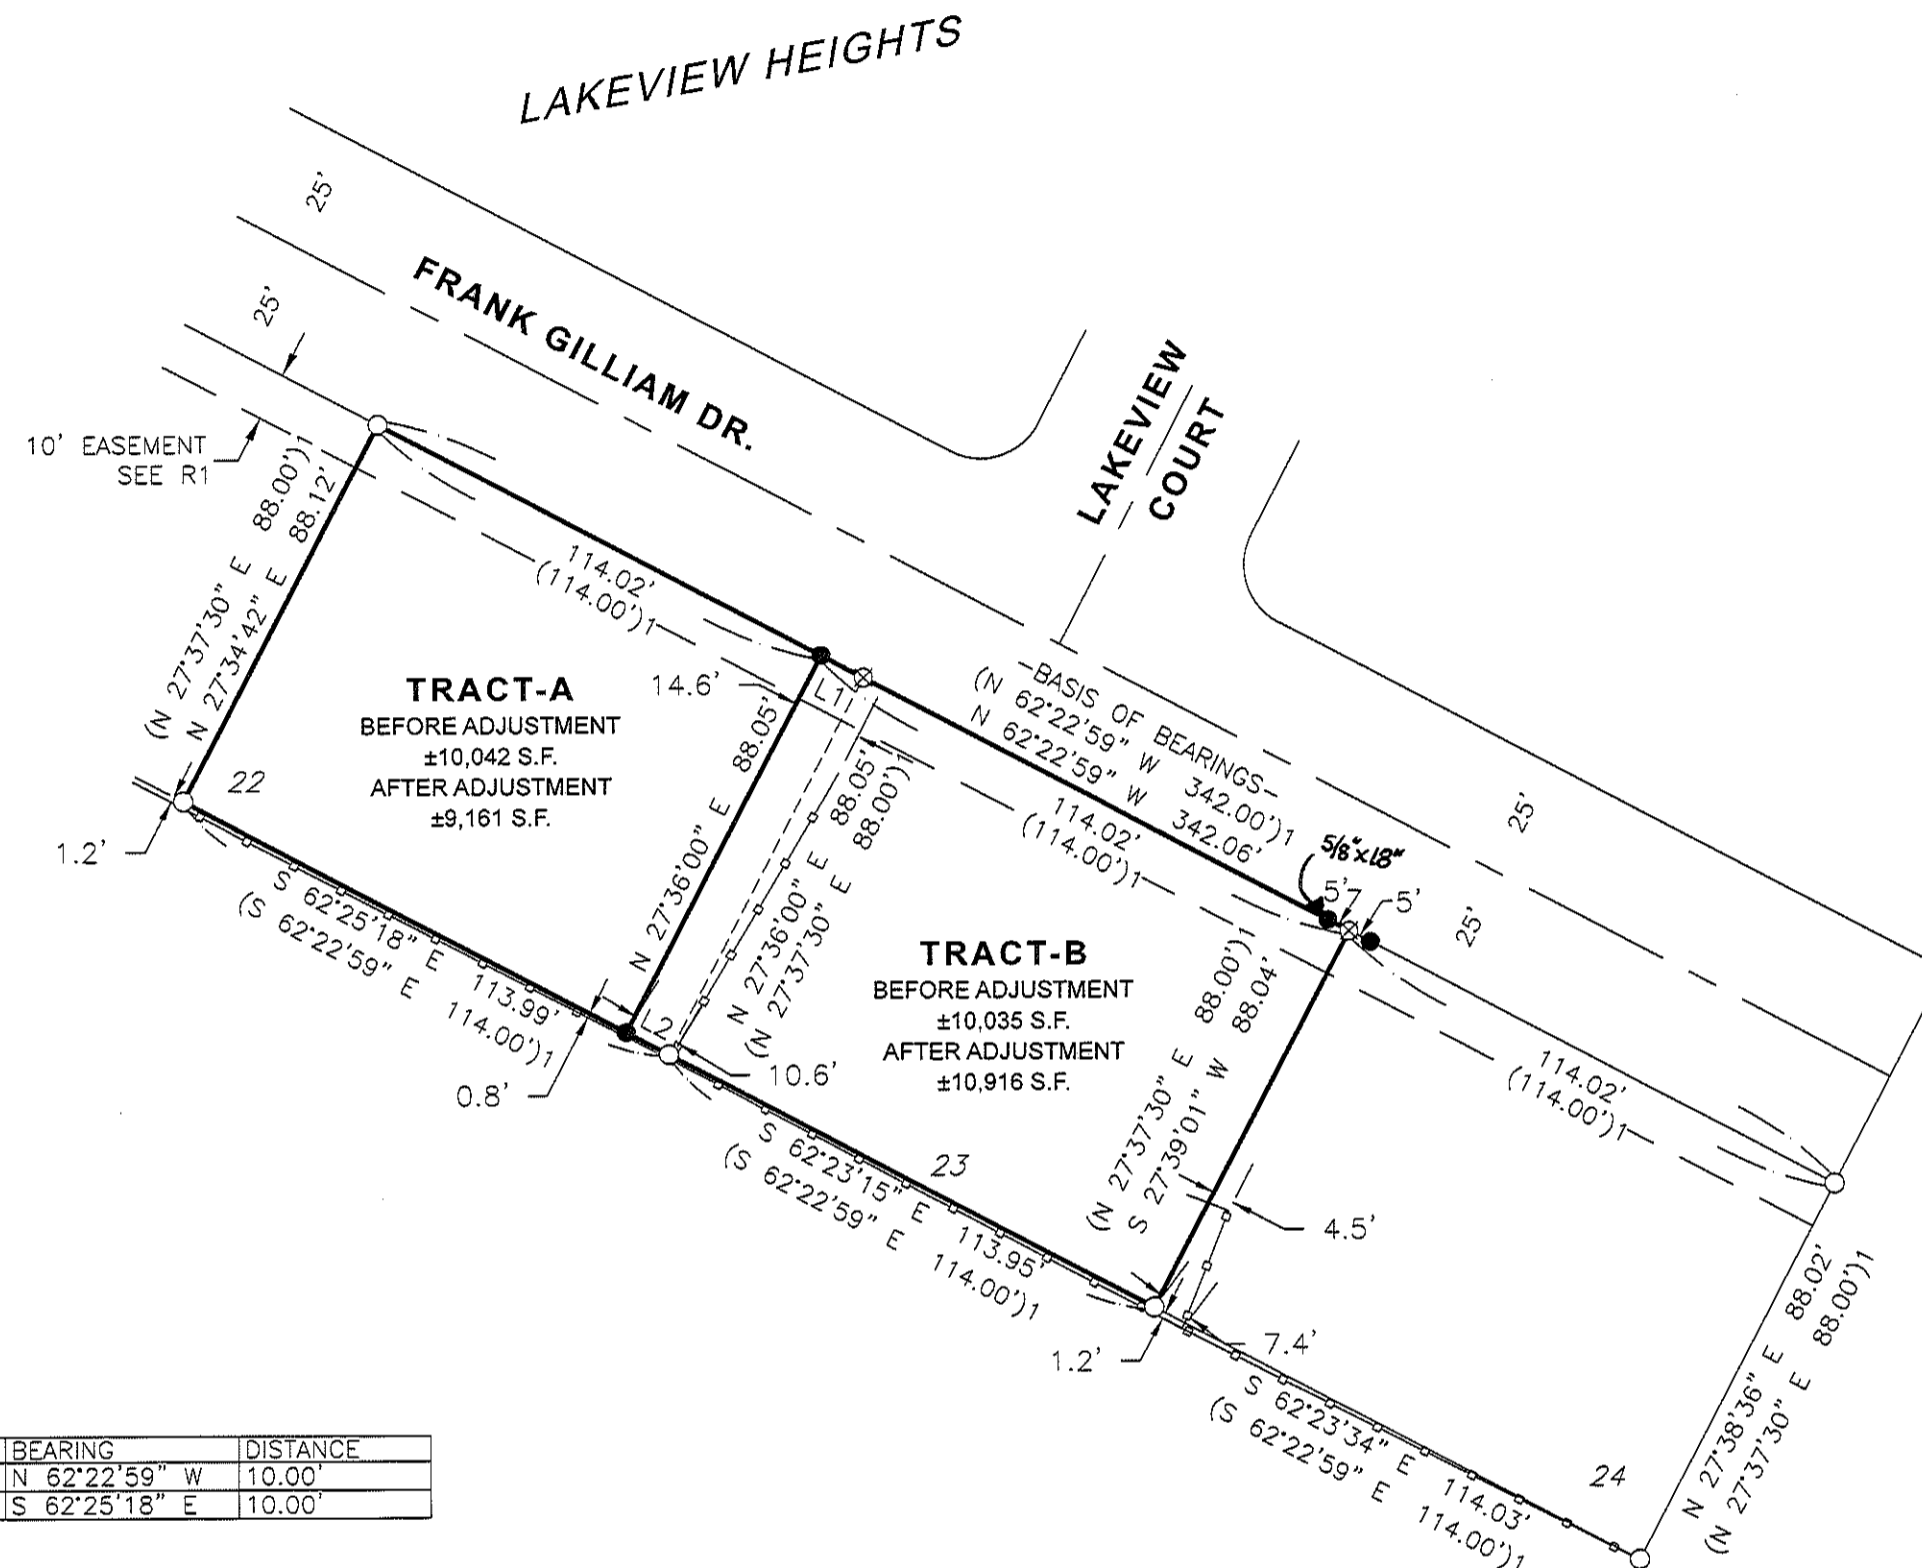 LAKEVIEW HEIGHTS
25'
25'
FRANK GILLIAM DR.
LAKEVIEW
COURT
10' EASEMENT
SEE R1
(N 27°37'30" E 88.00')1
N 27°34'42" E 88.12'
114.02'
(114.00')1
TRACT-A
BEFORE ADJUSTMENT
±10,042 S.F.
AFTER ADJUSTMENT
±9,161 S.F.
22
1.2'
14.6'
L1
N 27°36'00" E 88.05'
N 27°36'00" E 88.05'
(N 27°37'30" E 88.00')1
-BASIS OF BEARINGS-
(N 62°22'59" W 342.00')1
N 62°22'59" W 342.06'
114.02'
(114.00')1
5/8"x18"
5'
5'
25'
25'
TRACT-B
BEFORE ADJUSTMENT
±10,035 S.F.
AFTER ADJUSTMENT
±10,916 S.F.
S 62°25'18" E 113.99'
(S 62°22'59" E 114.00')1
L2
0.8'
10.6'
S 62°23'15" E 113.95'
(S 62°22'59" E 114.00')1
23
(N 27°37'30" E 88.00')1
S 27°39'01" W 88.04'
4.5'
7.4'
1.2'
114.02'
(114.00')1
S 62°23'34" E 114.03'
(S 62°22'59" E 114.00')1
24
N 27°38'36" E 88.02'
(N 27°37'30" E 88.00')1
BEARING DISTANCE
N 62°22'59" W 10.00'
S 62°25'18" E 10.00'